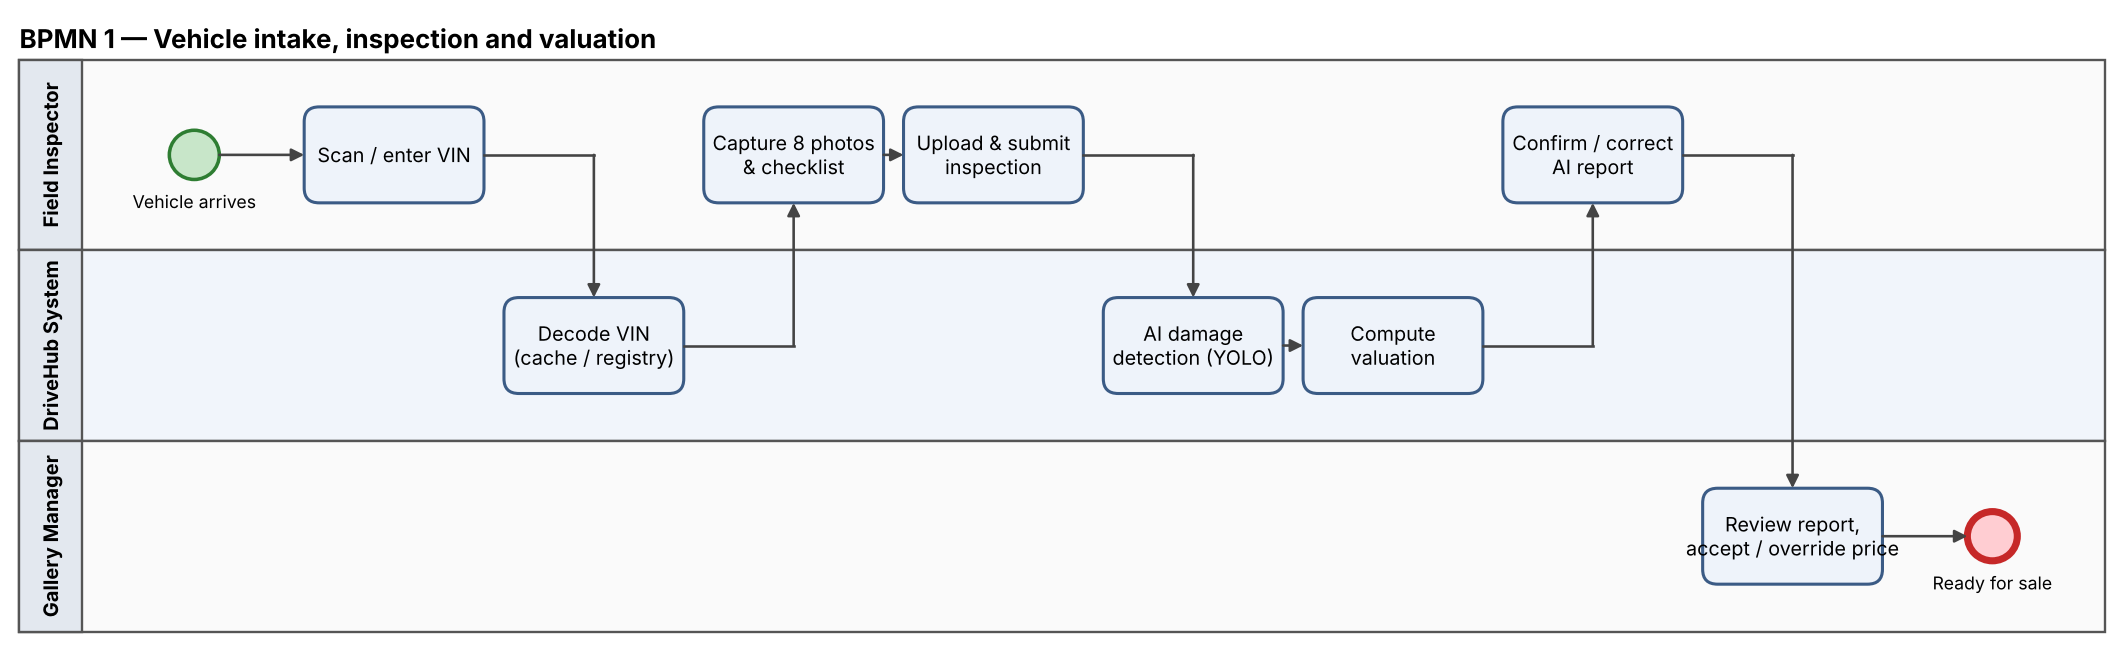 BPMN 1 — Vehicle intake, inspection and valuation
Field Inspector
Vehicle arrives
Scan / enter VIN
Capture 8 photos
& checklist
Upload & submit
inspection
Confirm / correct
AI report
DriveHub System
Decode VIN
(cache / registry)
AI damage
detection (YOLO)
Compute
valuation
Gallery Manager
Review report,
accept / override price
Ready for sale